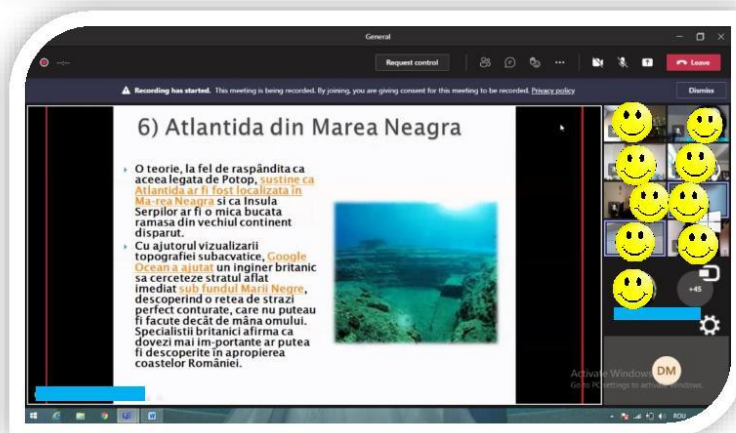 General
Request control
Leave
Recording has started. This meeting is being recorded. By joining, you are giving consent for this meeting to be recorded. Privacy policy
Dismiss
6) Atlantida din Marea Neagra
O teorie, la fel de raspândita ca
aceea legata de Potop, sustine ca
Atlantida ar fi fost localizata in
Ma-rea Neagra si ca Insula
Serpilor ar fi o mica bucata
ramasa din vechiul continent
disparut.
Cu ajutorul vizualizarii
topografiei subacvatice, Google
Ocean a ajutat un inginer britanic
sa cerceteze stratul aflat
imediat sub fundul Marii Negre,
descoperind o retea de strazi
perfect conturate, care nu puteau
fi facute decât de mâna omului.
Specialistii britanici afirma ca
dovezi mai im-portante ar putea
fi descoperite in apropierea
coastelor României.
+45
DM
Activate Windows
Go to PC settings to activate Windows.
ROU